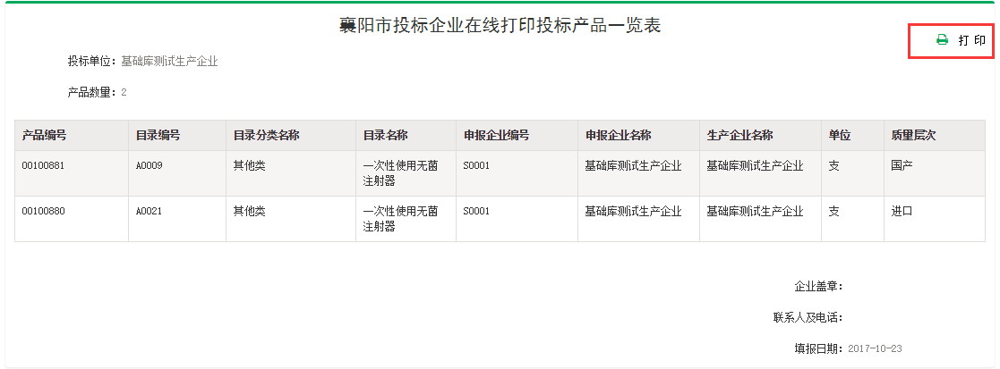 襄阳市投标企业在线打印投标产品一览表
打 印
投标单位：基础库测试生产企业
产品数量：2
产品编号 目录编号 目录分类名称 目录名称 申报企业编号 申报企业名称 生产企业名称 单位 质量层次
00100881 A0009 其他类 一次性使用无菌 S0001 基础库测试生产企业 基础库测试生产企业 支 国产
注射器
00100880 A0021 其他类 一次性使用无菌 S0001 基础库测试生产企业 基础库测试生产企业 支 进口
注射器
企业盖章：
联系人及电话：
填报日期：2017-10-23